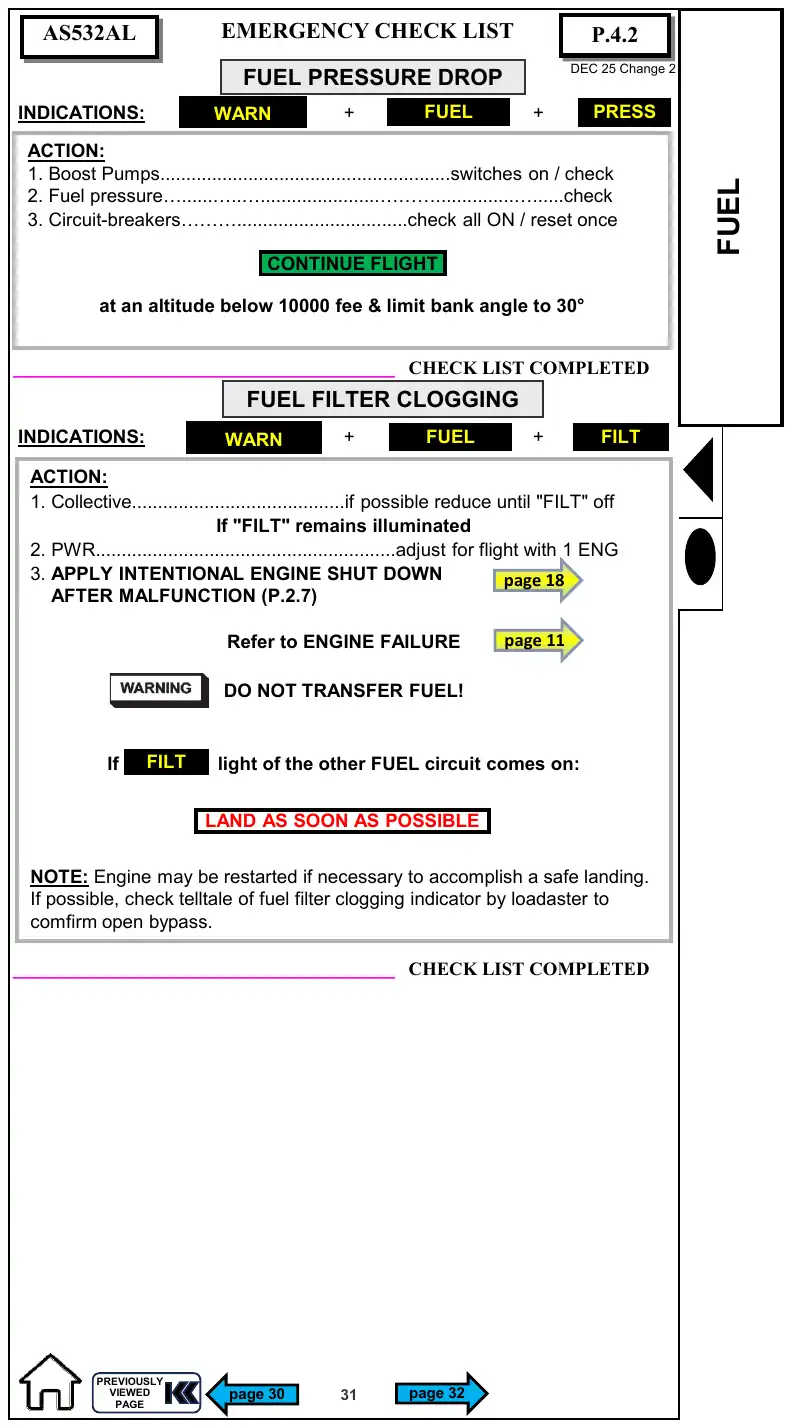 AS532AL EMERGENCY CHECK LIST P.4.2
DEC 25 Change 2
FUEL PRESSURE DROP
INDICATIONS: WARN + FUEL + PRESS
ACTION:
1. Boost Pumps........................................................switches on / check
2. Fuel pressure….....…..…......................………...............…......check
3. Circuit-breakers……….................................check all ON / reset once
CONTINUE FLIGHT
at an altitude below 10000 fee & limit bank angle to 30°
CHECK LIST COMPLETED
FUEL
FUEL FILTER CLOGGING
INDICATIONS: WARN + FUEL + FILT
ACTION:
1. Collective.........................................if possible reduce until "FILT" off
If "FILT" remains illuminated
2. PWR..........................................................adjust for flight with 1 ENG
3. APPLY INTENTIONAL ENGINE SHUT DOWN page 18
AFTER MALFUNCTION (P.2.7)
Refer to ENGINE FAILURE page 11
WARNING DO NOT TRANSFER FUEL!
If FILT light of the other FUEL circuit comes on:
LAND AS SOON AS POSSIBLE
NOTE: Engine may be restarted if necessary to accomplish a safe landing.
If possible, check telltale of fuel filter clogging indicator by loadaster to
comfirm open bypass.
CHECK LIST COMPLETED
PREVIOUSLY
VIEWED
PAGE
page 30 31 page 32